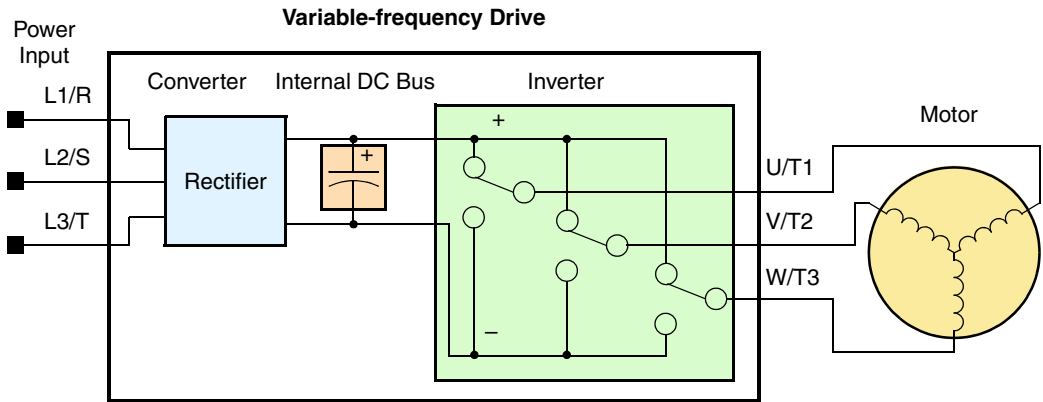 Variable-frequency Drive
Power
Input
Converter
Internal DC Bus
Inverter
Motor
L1/R
L2/S
L3/T
Rectifier
+
+
–
U/T1
V/T2
W/T3